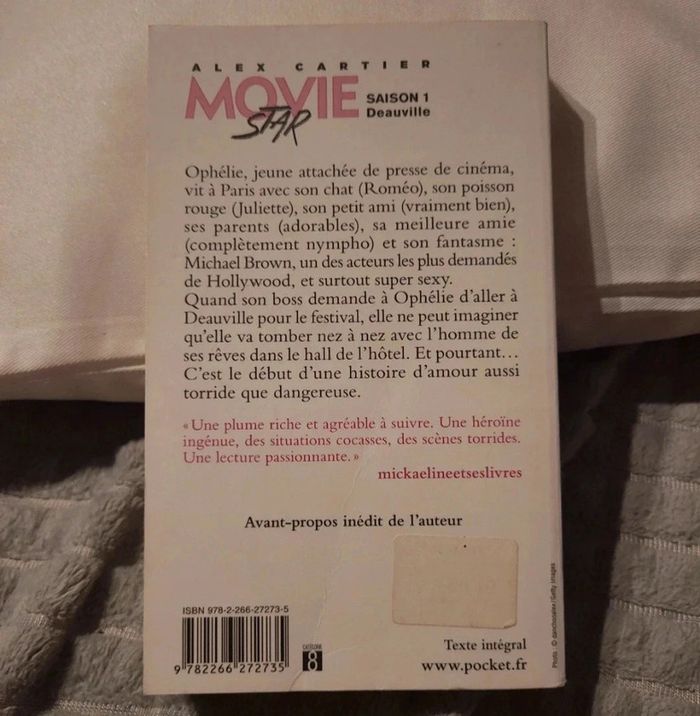 ALEX CARTIER
MOVIE
STAR
SAISON 1
Deauville
Ophélie, jeune attachée de presse de cinéma,
vit à Paris avec son chat (Roméo), son poisson
rouge (Juliette), son petit ami (vraiment bien),
ses parents (adorables), sa meilleure amie
(complètement nympho) et son fantasme :
Michael Brown, un des acteurs les plus demandés
de Hollywood, et surtout super sexy.
Quand son boss demande à Ophélie d'aller à
Deauville pour le festival, elle ne peut imaginer
qu'elle va tomber nez à nez avec l'homme de
ses rêves dans le hall de l'hôtel. Et pourtant...
C'est le début d'une histoire d'amour aussi
torride que dangereuse.
« Une plume riche et agréable à suivre. Une héroïne
ingénue, des situations cocasses, des scènes torrides.
Une lecture passionnante. »
mickaelineetseslivres
Avant-propos inédit de l'auteur
ISBN 978-2-266-27273-5
9 782266 272735
CATÉGORIE
8
Texte intégral
www.pocket.fr
Photo : © /Getty Images